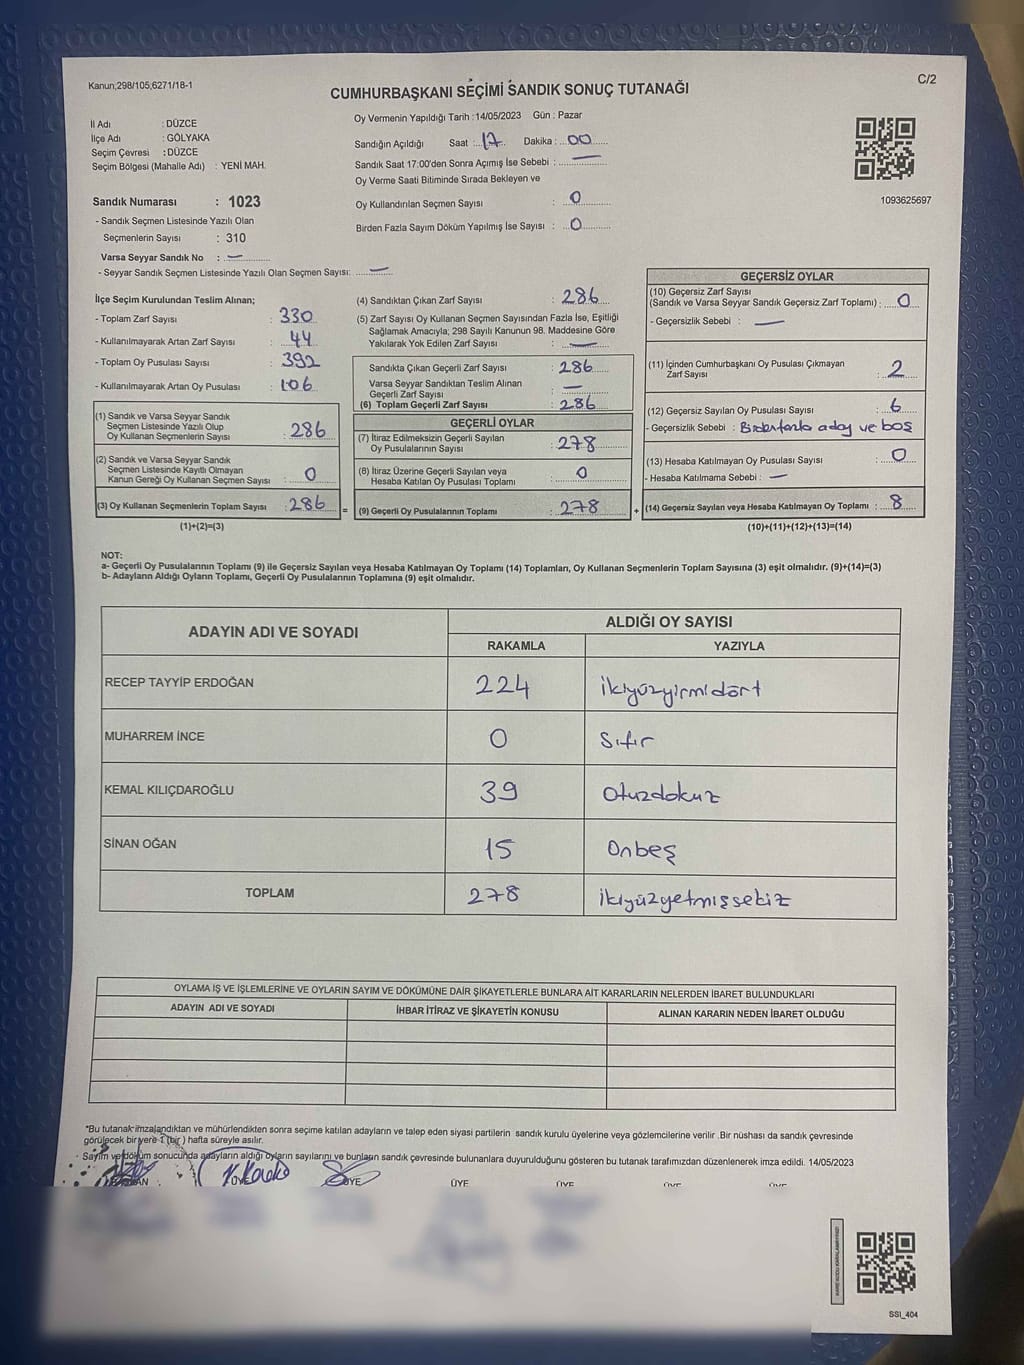 Kanun;298/105;6271/18-1
C/2
CUMHURBAŞKANI SEÇİMİ SANDIK SONUÇ TUTANAĞI
İl Adı : DÜZCE
İlçe Adı : GÖLYAKA
Seçim Çevresi : DÜZCE
Seçim Bölgesi (Mahalle Adı) : YENİ MAH.
Sandık Numarası : 1023
- Sandık Seçmen Listesinde Yazılı Olan
Seçmenlerin Sayısı : 310
Varsa Seyyar Sandık No : —
- Seyyar Sandık Seçmen Listesinde Yazılı Olan Seçmen Sayısı: —
Oy Vermenin Yapıldığı Tarih :14/05/2023 Gün : Pazar
Sandığın Açıldığı Saat : 17 Dakika : 00
Sandık Saat 17:00'den Sonra Açımış İse Sebebi : —
Oy Verme Saati Bitiminde Sırada Bekleyen ve
Oy Kullandırılan Seçmen Sayısı : 0
Birden Fazla Sayım Döküm Yapılmış İse Sayısı : 0
1093625697
İlçe Seçim Kurulundan Teslim Alınan;
- Toplam Zarf Sayısı : 330
- Kullanılmayarak Artan Zarf Sayısı : 44
- Toplam Oy Pusulası Sayısı : 392
- Kullanılmayarak Artan Oy Pusulası : 106
(1) Sandık ve Varsa Seyyar Sandık
Seçmen Listesinde Yazılı Olup
Oy Kullanan Seçmenlerin Sayısı : 286
(2) Sandık ve Varsa Seyyar Sandık
Seçmen Listesinde Kayıtlı Olmayan
Kanun Gereği Oy Kullanan Seçmen Sayısı : 0
(3) Oy Kullanan Seçmenlerin Toplam Sayısı : 286 =
(1)+(2)=(3)
(4) Sandıktan Çıkan Zarf Sayısı : 286
(5) Zarf Sayısı Oy Kullanan Seçmen Sayısından Fazla İse, Eşitliği
Sağlamak Amacıyla; 298 Sayılı Kanunun 98. Maddesine Göre
Yakılarak Yok Edilen Zarf Sayısı : —
Sandıkta Çıkan Geçerli Zarf Sayısı : 286
Varsa Seyyar Sandıktan Teslim Alınan
Geçerli Zarf Sayısı : —
(6) Toplam Geçerli Zarf Sayısı : 286
GEÇERLİ OYLAR
(7) İtiraz Edilmeksizin Geçerli Sayılan
Oy Pusulalarının Sayısı : 278
(8) İtiraz Üzerine Geçerli Sayılan veya
Hesaba Katılan Oy Pusulası Toplamı : 0
(9) Geçerli Oy Pusulalarının Toplamı : 278 +
GEÇERSİZ OYLAR
(10) Geçersiz Zarf Sayısı
(Sandık ve Varsa Seyyar Sandık Geçersiz Zarf Toplamı) : 0
- Geçersizlik Sebebi : —
(11) İçinden Cumhurbaşkanı Oy Pusulası Çıkmayan
Zarf Sayısı : 2
(12) Geçersiz Sayılan Oy Pusulası Sayısı : 6
- Geçersizlik Sebebi : Birdenfazla aday ve boş
(13) Hesaba Katılmayan Oy Pusulası Sayısı : 0
- Hesaba Katılmama Sebebi : —
(14) Geçersiz Sayılan veya Hesaba Katılmayan Oy Toplamı : 8
(10)+(11)+(12)+(13)=(14)
NOT:
a- Geçerli Oy Pusulalarının Toplamı (9) ile Geçersiz Sayılan veya Hesaba Katılmayan Oy Toplamı (14) Toplamları, Oy Kullanan Seçmenlerin Toplam Sayısına (3) eşit olmalıdır. (9)+(14)=(3)
b- Adayların Aldığı Oyların Toplamı, Geçerli Oy Pusulalarının Toplamına (9) eşit olmalıdır.
ADAYIN ADI VE SOYADI
ALDIĞI OY SAYISI
RAKAMLA YAZIYLA
RECEP TAYYİP ERDOĞAN 224 ikiyüzyirmidört
MUHARREM İNCE 0 Sıfır
KEMAL KILIÇDAROĞLU 39 Otuzdokuz
SİNAN OĞAN 15 Onbeş
TOPLAM 278 ikiyüzyetmişsekiz
OYLAMA İŞ VE İŞLEMLERİNE VE OYLARIN SAYIM VE DÖKÜMÜNE DAİR ŞİKAYETLERLE BUNLARA AİT KARARLARIN NELERDEN İBARET BULUNDUKLARI
ADAYIN ADI VE SOYADI İHBAR İTİRAZ VE ŞİKAYETİN KONUSU ALINAN KARARIN NEDEN İBARET OLDUĞU
*Bu tutanak imzalandıktan ve mühürlendikten sonra seçime katılan adayların ve talep eden siyasi partilerin sandık kurulu üyelerine veya gözlemcilerine verilir .Bir nüshası da sandık çevresinde
görülecek bir yere 1 (bir ) hafta süreyle asılır.
Sayım ve döküm sonucunda adayların aldığı oyların sayılarını ve bunların sandık çevresinde bulunanlara duyurulduğunu gösteren bu tutanak tarafımızdan düzenlenerek imza edildi. 14/05/2023
ÜYE ÜYE ÜYE ÜYE
SSI_404